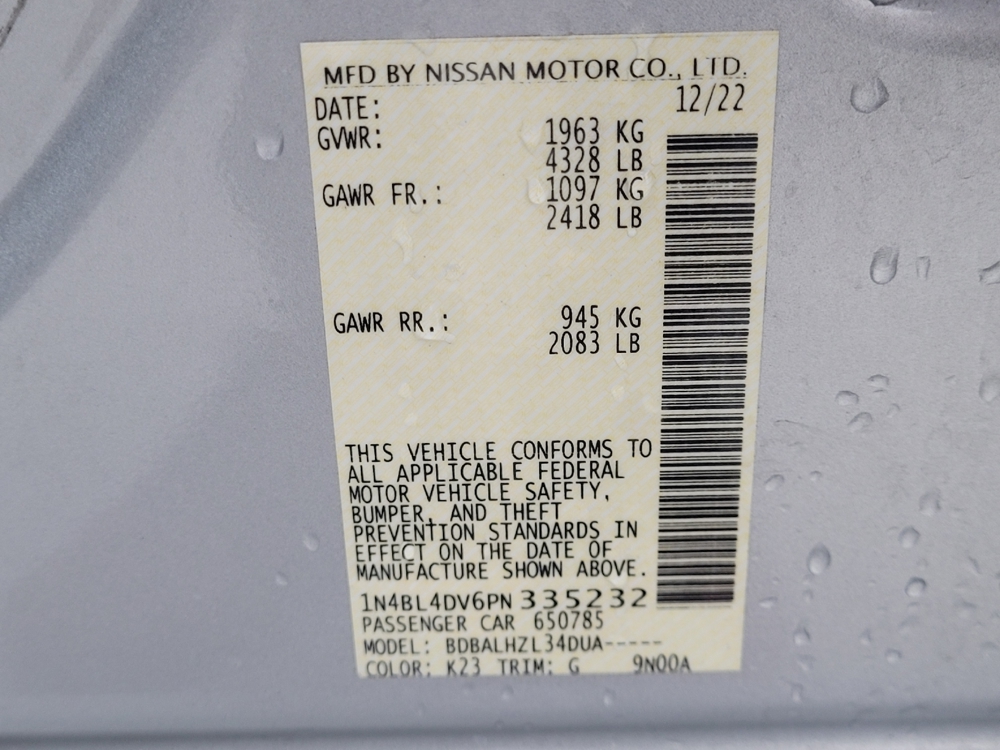 MFD BY NISSAN MOTOR CO., LTD.
DATE: 12/22
GVWR: 1963 KG
4328 LB
GAWR FR.: 1097 KG
2418 LB
GAWR RR.: 945 KG
2083 LB
THIS VEHICLE CONFORMS TO
ALL APPLICABLE FEDERAL
MOTOR VEHICLE SAFETY,
BUMPER, AND THEFT
PREVENTION STANDARDS IN
EFFECT ON THE DATE OF
MANUFACTURE SHOWN ABOVE.
1N4BL4DV6PN335232
PASSENGER CAR 650785
MODEL: BDBALHZL34DUA-----
COLOR: K23 TRIM: G 9N00A